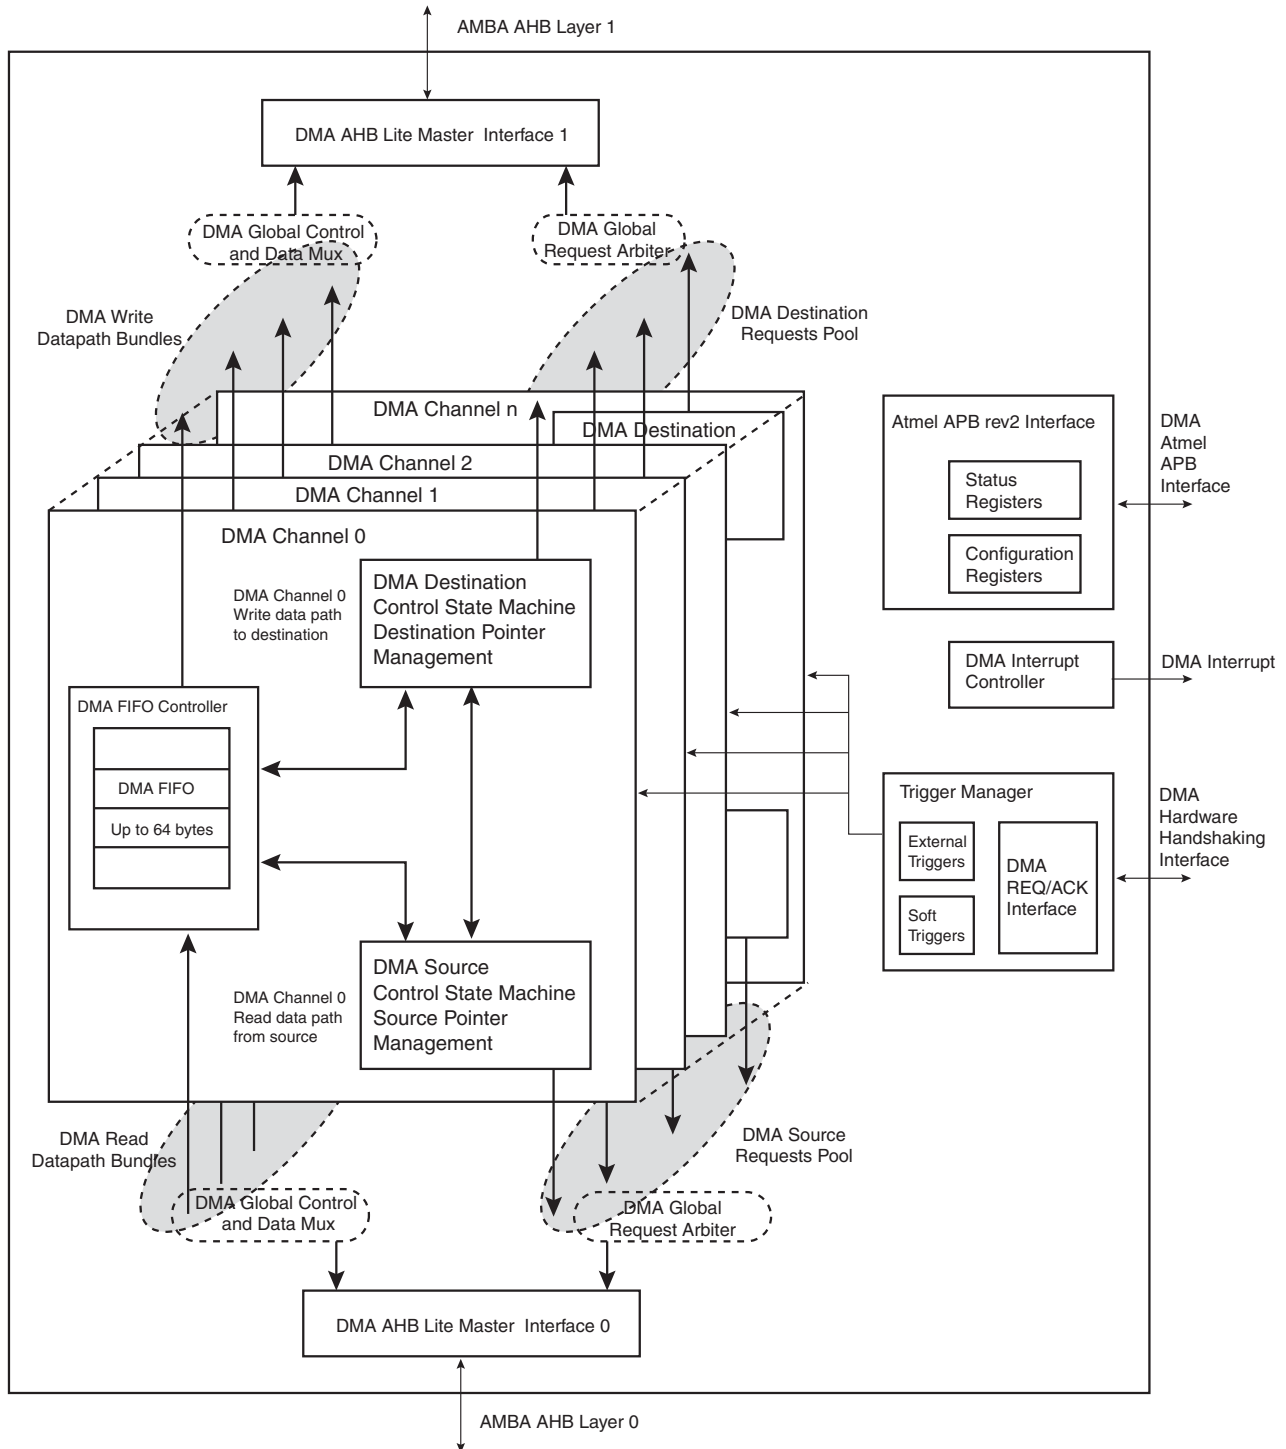 AMBA AHB Layer 1
DMA AHB Lite Master Interface 1
DMA Global Control
and Data Mux
DMA Global
Request Arbiter
DMA Write
Datapath Bundles
DMA Destination
Requests Pool
DMA Channel n
DMA Destination
DMA Channel 2
DMA Channel 1
DMA Channel 0
DMA Destination
Control State Machine
Destination Pointer
Management
DMA Channel 0
Write data path
to destination
DMA FIFO Controller
DMA FIFO
Up to 64 bytes
DMA Source
Control State Machine
Source Pointer
Management
DMA Channel 0
Read data path
from source
Atmel APB rev2 Interface
Status
Registers
Configuration
Registers
DMA
Atmel
APB
Interface
DMA Interrupt
Controller
DMA Interrupt
Trigger Manager
External
Triggers
Soft
Triggers
DMA
REQ/ACK
Interface
DMA
Hardware
Handshaking
Interface
DMA Read
Datapath Bundles
DMA Source
Requests Pool
DMA Global Control
and Data Mux
DMA Global
Request Arbiter
DMA AHB Lite Master Interface 0
AMBA AHB Layer 0